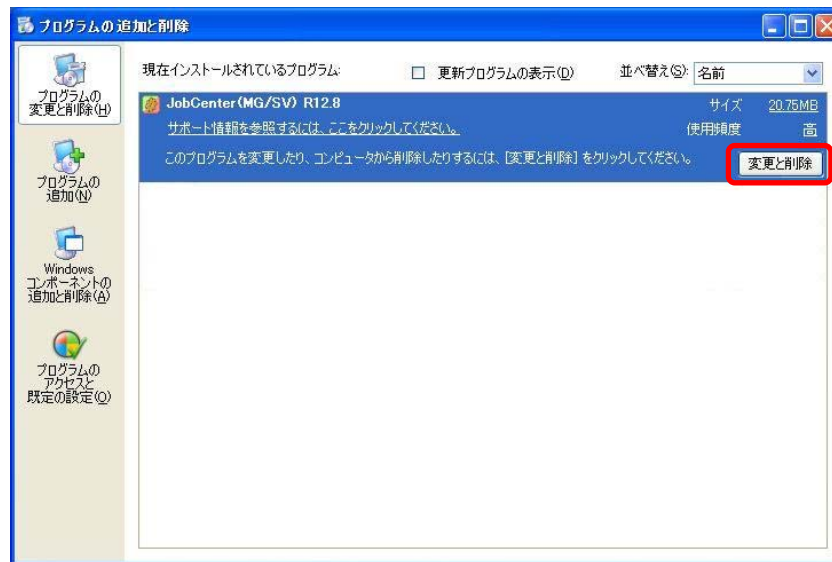 プログラムの追加と削除
プログラムの
変更と削除(H)
プログラムの
追加(N)
Windows
コンポーネントの
追加と削除(A)
プログラムの
アクセスと
既定の設定(O)
現在インストールされているプログラム:
更新プログラムの表示(D)
並べ替え(S):
名前
JobCenter(MG/SV) R12.8
サイズ 20.75MB
サポート情報を参照するには、ここをクリックしてください。
使用頻度 高
このプログラムを変更したり、コンピュータから削除したりするには、[変更と削除] をクリックしてください。
変更と削除